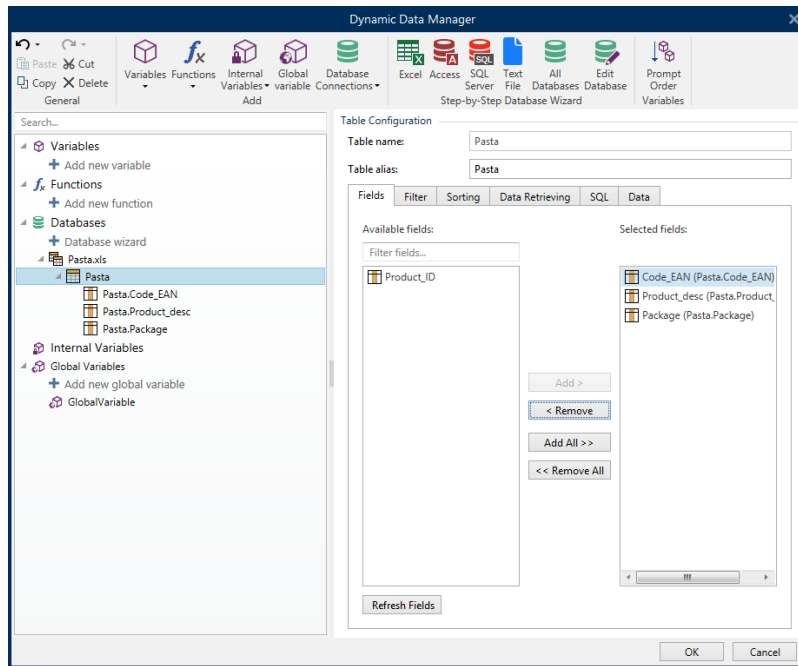 Dynamic Data Manager
Paste Cut
Copy Delete
General
Variables Functions Internal Variables Global variable Database Connections
Add
Excel Access SQL Server Text File All Databases Edit Database
Step-by-Step Database Wizard
Prompt Order
Variables
Search...
Variables
Add new variable
Functions
Add new function
Databases
Database wizard
Pasta.xls
Pasta
Pasta.Code_EAN
Pasta.Product_desc
Pasta.Package
Internal Variables
Global Variables
Add new global variable
GlobalVariable
Table Configuration
Table name: Pasta
Table alias: Pasta
Fields Filter Sorting Data Retrieving SQL Data
Available fields:
Filter fields...
Product_ID
Add >
< Remove
Add All >>
<< Remove All
Selected fields:
Code_EAN (Pasta.Code_EAN)
Product_desc (Pasta.Product_
Package (Pasta.Package)
Refresh Fields
OK Cancel